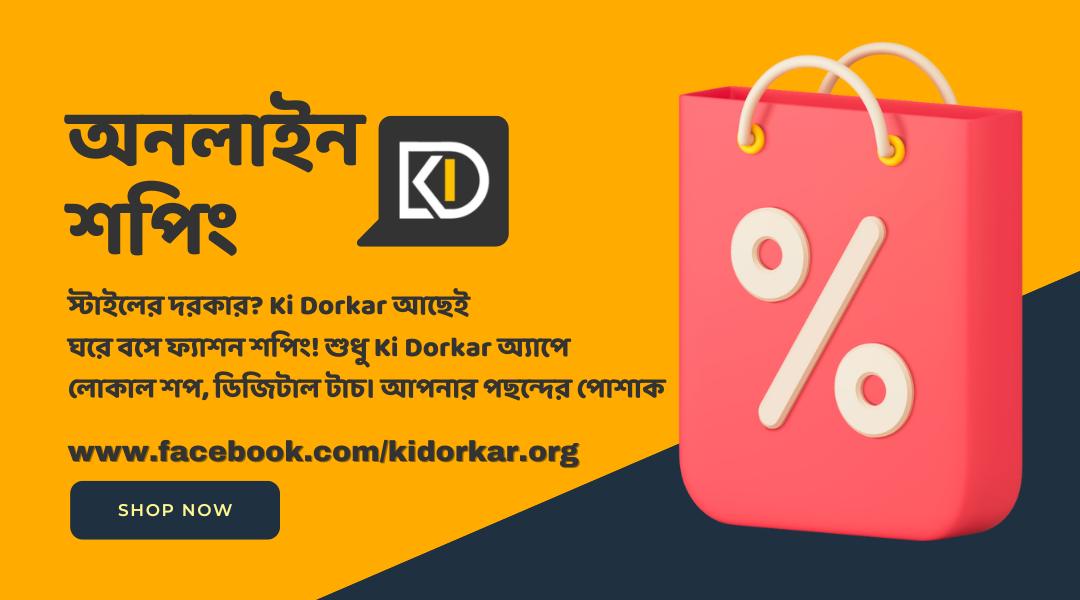 অনলাইন
শপিং
KD
স্টাইলের দরকার? Ki Dorkar আছেই
ঘরে বসে ফ্যাশন শপিং! শুধু Ki Dorkar অ্যাপে
লোকাল শপ, ডিজিটাল টাচ। আপনার পছন্দের পোশাক
www.facebook.com/kidorkar.org
SHOP NOW
%